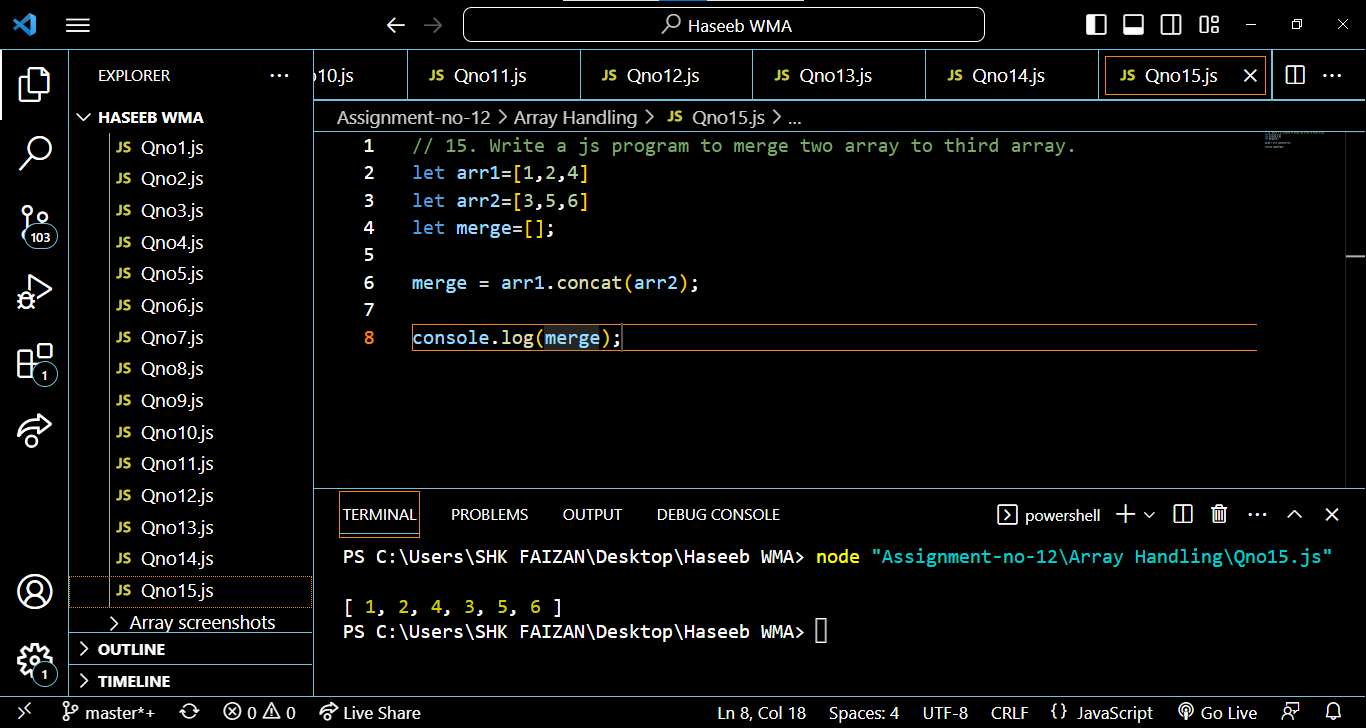 Haseeb WMA
EXPLORER
HASEEB WMA
JS Qno1.js
JS Qno2.js
JS Qno3.js
JS Qno4.js
JS Qno5.js
JS Qno6.js
JS Qno7.js
JS Qno8.js
JS Qno9.js
JS Qno10.js
JS Qno11.js
JS Qno12.js
JS Qno13.js
JS Qno14.js
JS Qno15.js
Array screenshots
OUTLINE
TIMELINE
103
1
1
10.js JS Qno11.js JS Qno12.js JS Qno13.js JS Qno14.js JS Qno15.js
Assignment-no-12 > Array Handling > JS Qno15.js > ...
1 // 15. Write a js program to merge two array to third array.
2 let arr1=[1,2,4]
3 let arr2=[3,5,6]
4 let merge=[];
5
6 merge = arr1.concat(arr2);
7
8 console.log(merge);
TERMINAL PROBLEMS OUTPUT DEBUG CONSOLE powershell
PS C:\Users\SHK FAIZAN\Desktop\Haseeb WMA> node "Assignment-no-12\Array Handling\Qno15.js"
[ 1, 2, 4, 3, 5, 6 ]
PS C:\Users\SHK FAIZAN\Desktop\Haseeb WMA>
master*+ 0 0 Live Share Ln 8, Col 18 Spaces: 4 UTF-8 CRLF {} JavaScript Go Live